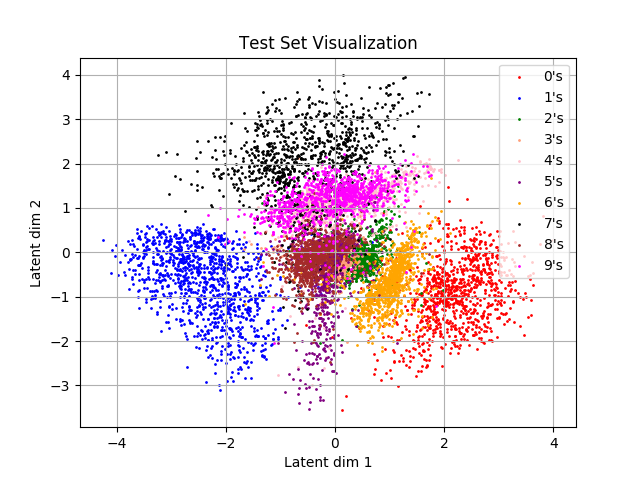 Test Set Visualization
4
3
2
1
0
−1
−2
−3
Latent dim 2
−4
−2
0
2
4
Latent dim 1
0's
1's
2's
3's
4's
5's
6's
7's
8's
9's